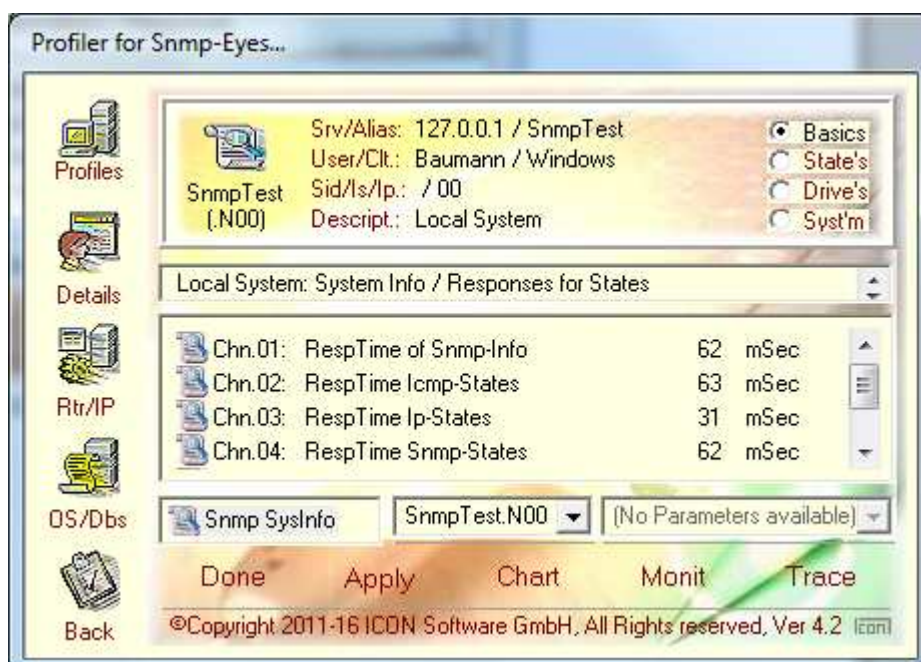 Profiler for Snmp-Eyes...
Profiles
Details
Rtr/IP
OS/Dbs
Back
SnmpTest
(.N00)
Srv/Alias: 127.0.0.1 / SnmpTest
User/Clt.: Baumann / Windows
Sid/Is/Ip.: / 00
Descript.: Local System
Basics
State's
Drive's
Syst'm
Local System: System Info / Responses for States
Chn.01: RespTime of Snmp-Info 62 mSec
Chn.02: RespTime Icmp-States 63 mSec
Chn.03: RespTime Ip-States 31 mSec
Chn.04: RespTime Snmp-States 62 mSec
Snmp SysInfo
SnmpTest.N00
(No Parameters available)
Done Apply Chart Monit Trace
©Copyright 2011-16 ICON Software GmbH, All Rights reserved, Ver 4.2 Icon